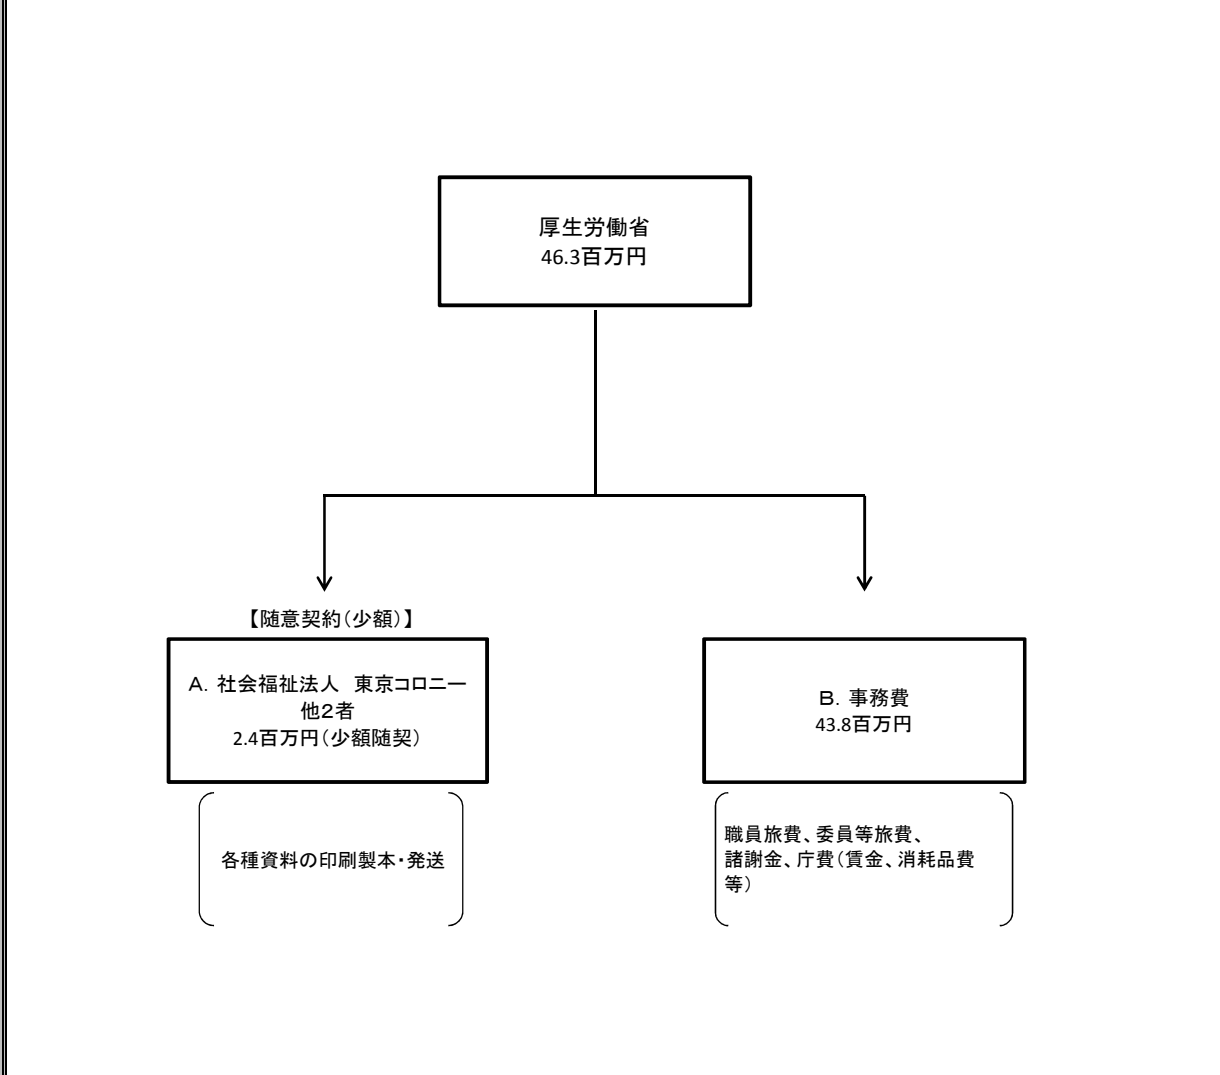 厚生労働省
46.3百万円
【随意契約（少額）】
Ａ．社会福祉法人　東京コロニー
他２者
2.4百万円（少額随契）
Ｂ．事務費
43.8百万円
各種資料の印刷製本・発送
職員旅費、委員等旅費、
諸謝金、庁費（賃金、消耗品費
等）